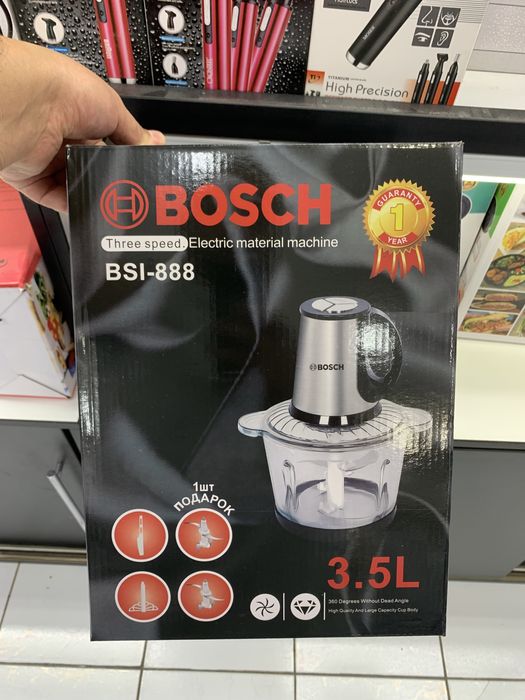 High Precision
BOSCH
Three speed. Electric material machine
BSI-888
GUARANTY
1
YEAR
BOSCH
1шт
ПОДАРОК
3.5L
360 Degrees Without Dead Angle
High Quality And Large Capacity Cup Body